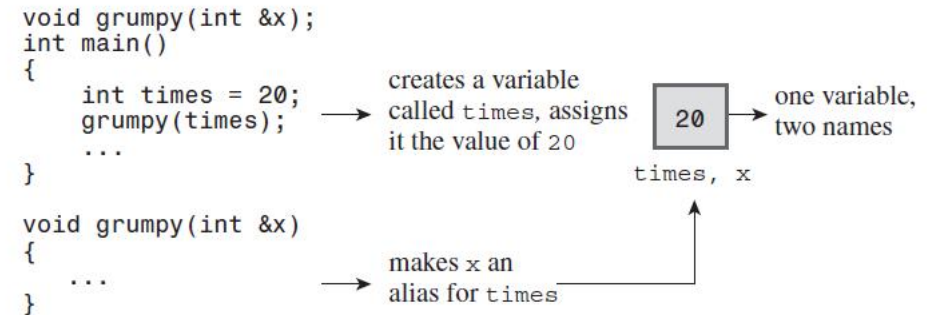 void grumpy(int &x);
int main()
{
int times = 20;
grumpy(times);
...
}
creates a variable
called times, assigns
it the value of 20
20
times, x
one variable,
two names
void grumpy(int &x)
{
...
}
makes x an
alias for times